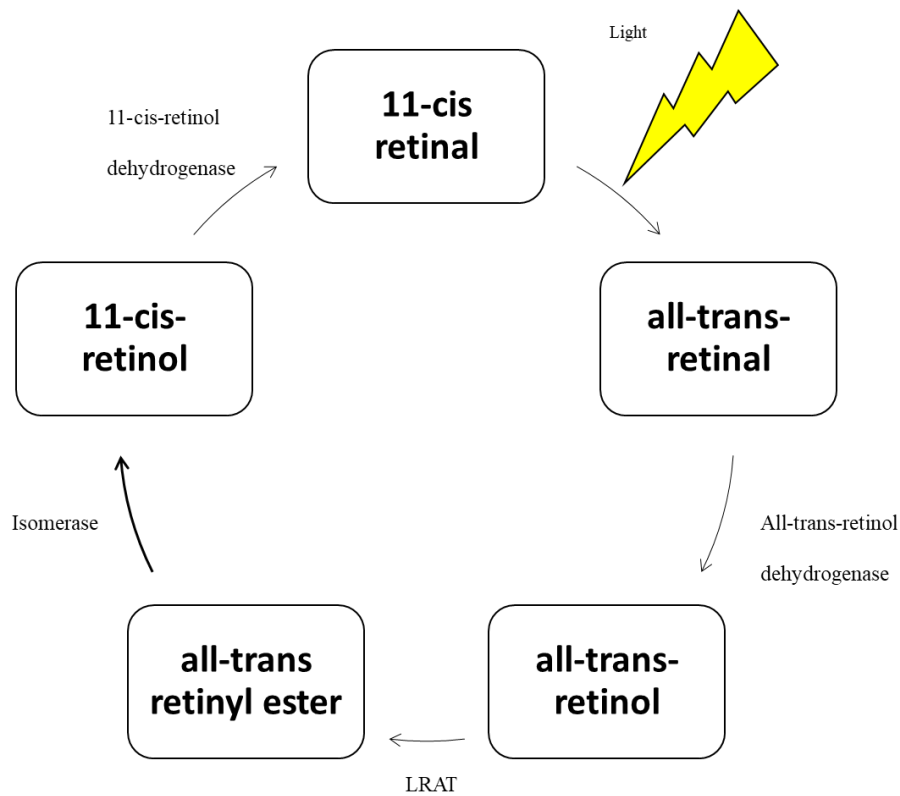 Light
11-cis
retinal
11-cis-retinol
dehydrogenase
11-cis-
retinol
all-trans-
retinal
Isomerase
All-trans-retinol
dehydrogenase
all-trans
retinyl ester
all-trans-
retinol
LRAT